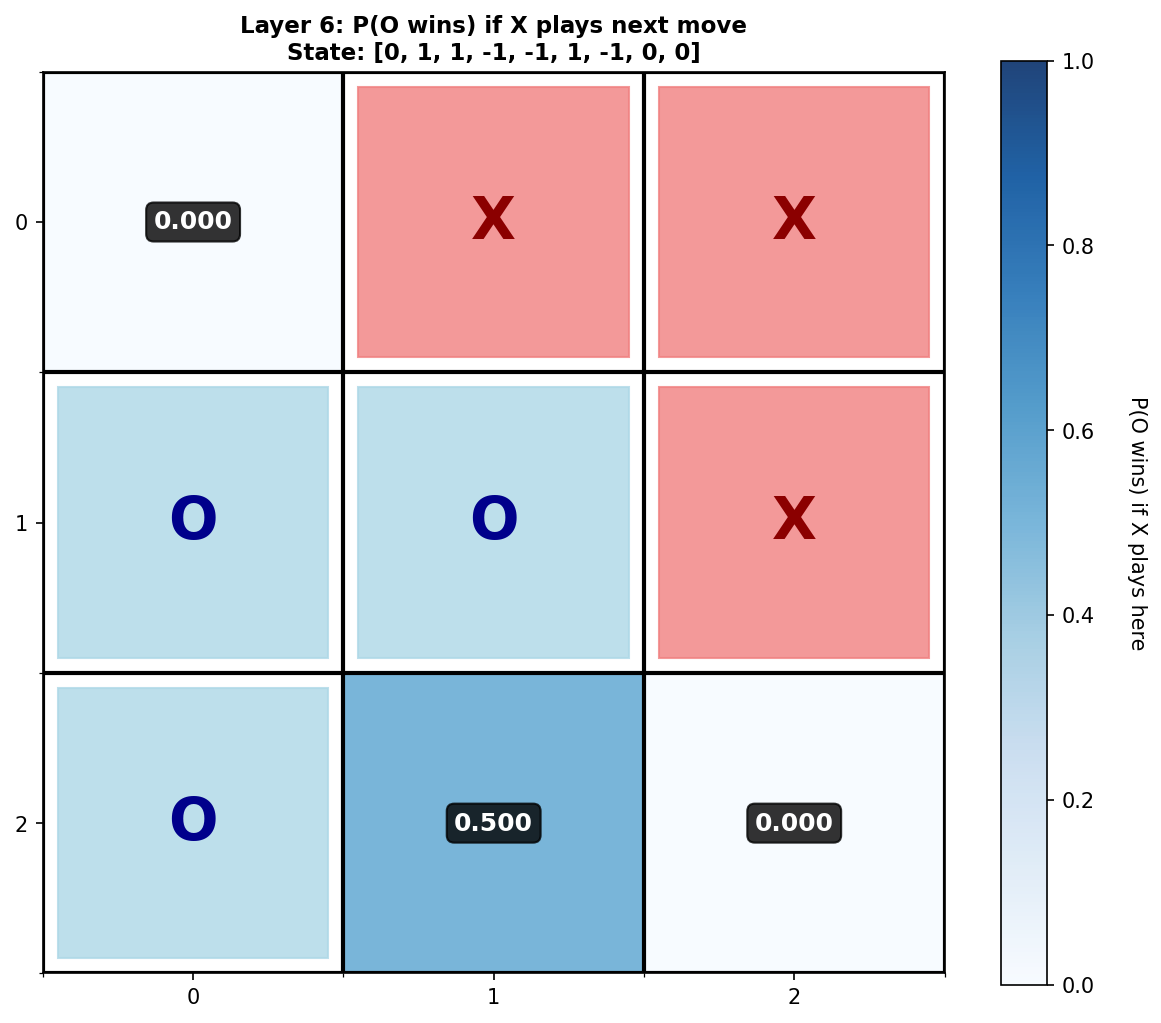 Layer 6: P(O wins) if X plays next move
State: [0, 1, 1, -1, -1, 1, -1, 0, 0]
0
0.000
X
X
1
O
O
X
2
O
0.500
0.000
0
1
2
1.0
0.8
0.6
0.4
0.2
0.0
P(O wins) if X plays here